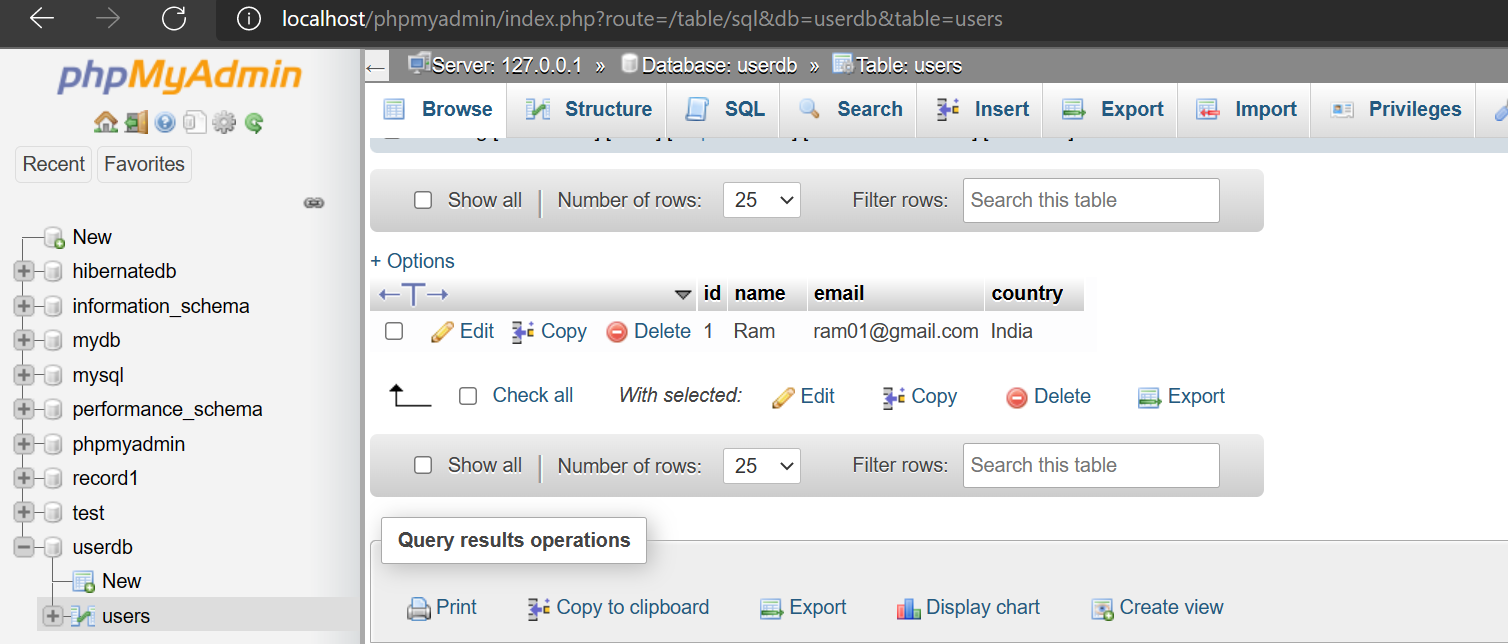 localhost/phpmyadmin/index.php?route=/table/sql&db=userdb&table=users
phpMyAdmin
Recent Favorites
New
hibernatedb
information_schema
mydb
mysql
performance_schema
phpmyadmin
record1
test
userdb
New
users
Server: 127.0.0.1 » Database: userdb » Table: users
Browse Structure SQL Search Insert Export Import Privileges
Show all | Number of rows: 25 Filter rows: Search this table
+ Options
←T→ id name email country
Edit Copy Delete 1 Ram ram01@gmail.com India
Check all With selected: Edit Copy Delete Export
Show all | Number of rows: 25 Filter rows: Search this table
Query results operations
Print Copy to clipboard Export Display chart Create view